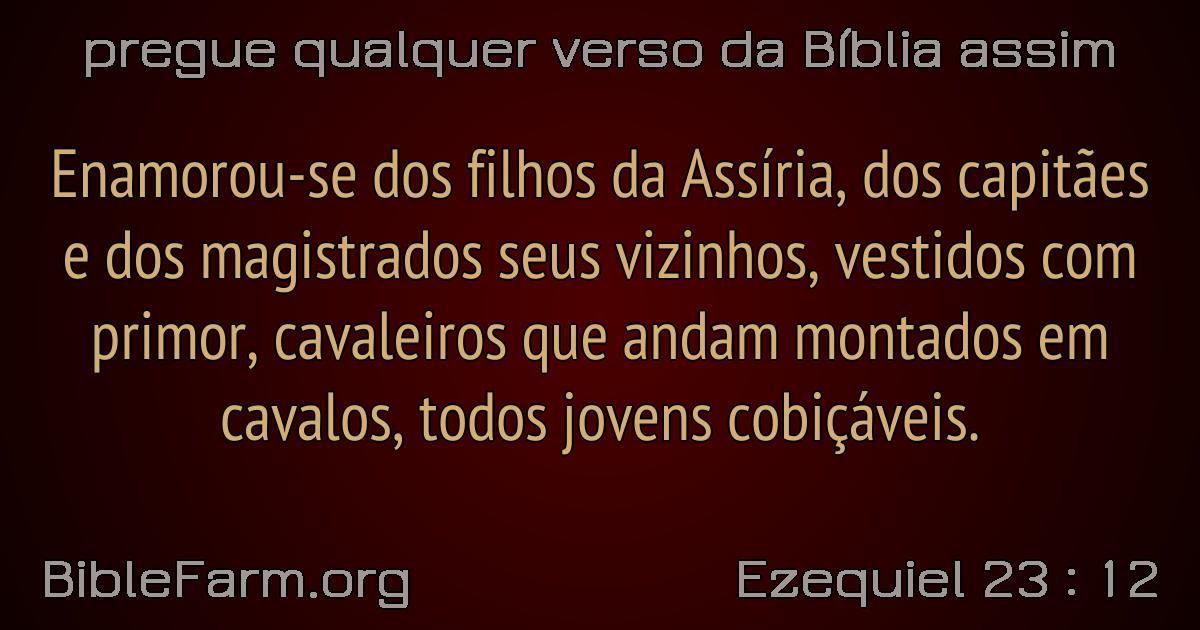 pregue qualquer verso da Bíblia assim
Enamorou-se dos filhos da Assíria, dos capitães
e dos magistrados seus vizinhos, vestidos com
primor, cavaleiros que andam montados em
cavalos, todos jovens cobiçáveis.
BibleFarm.org
Ezequiel 23 : 12